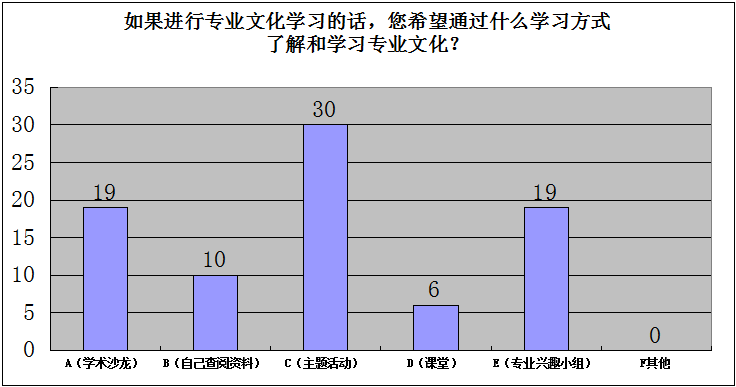 如果进行专业文化学习的话，您希望通过什么学习方式
了解和学习专业文化？
35
30
25
20
15
10
5
0
19
10
30
6
19
0
A（学术沙龙）
B（自己查阅资料）
C（主题活动）
D（课堂）
E（专业兴趣小组）
F其他